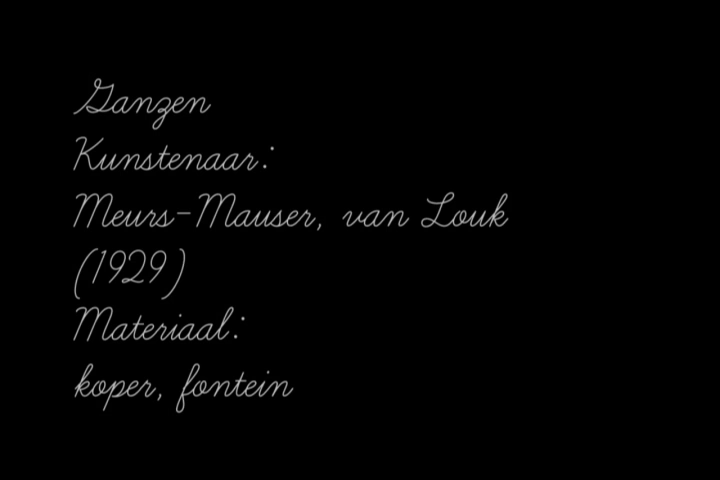 Ganzen
Kunstenaar:
Meurs-Mauser, van Louk
(1929)
Materiaal:
koper, fontein